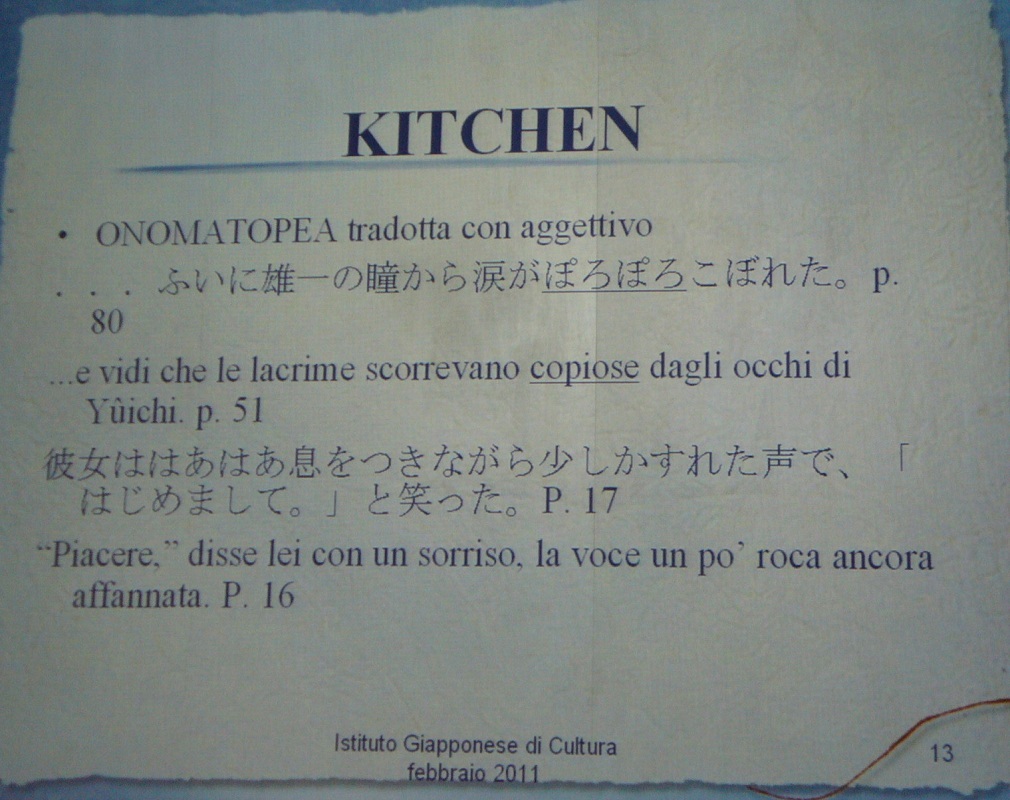 KITCHEN
• ONOMATOPEA tradotta con aggettivo
. . . ふいに雄一の瞳から涙がぽろぽろこぼれた。p.
80
...e vidi che le lacrime scorrevano copiose dagli occhi di
Yûichi. p. 51
彼女ははあはあ息をつきながら少しかすれた声で、「
はじめまして。」と笑った。P. 17
“Piacere,” disse lei con un sorriso, la voce un po’ roca ancora
affannata. P. 16
Istituto Giapponese di Cultura
febbraio 2011
13